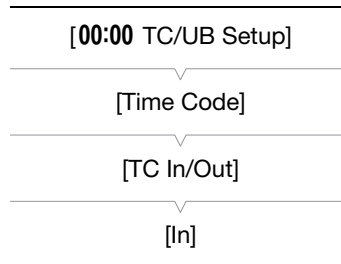 [00:00 TC/UB Setup]
[Time Code]
[TC In/Out]
[In]